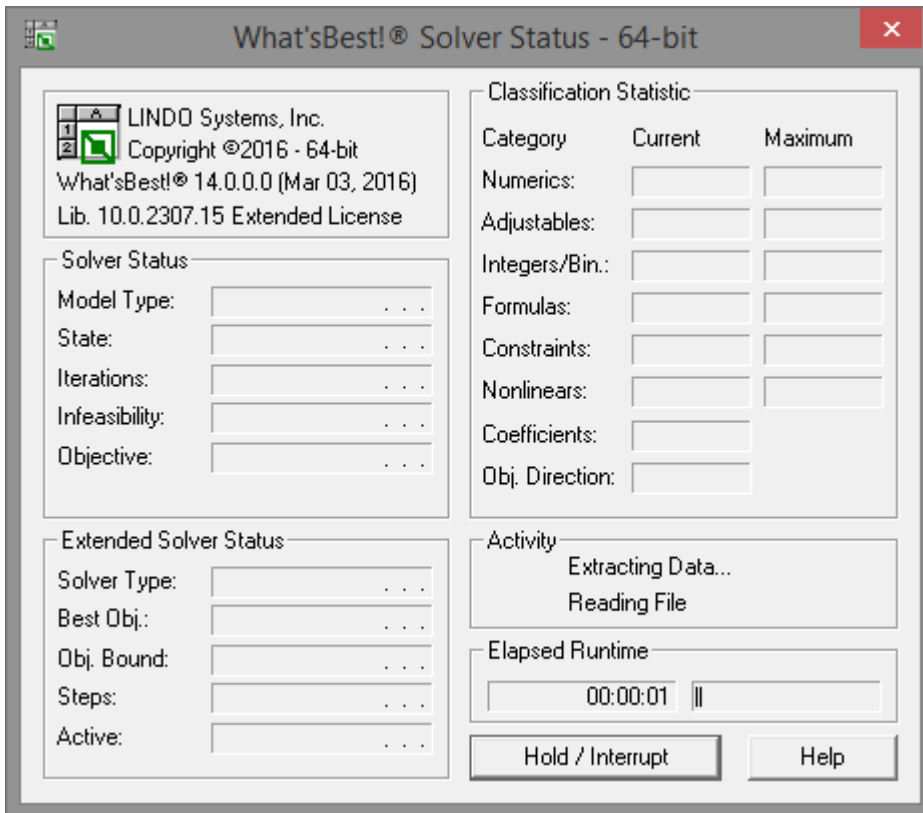 What'sBest!® Solver Status - 64-bit
A
1
2
LINDO Systems, Inc.
Copyright ©2016 - 64-bit
What'sBest!® 14.0.0.0 (Mar 03, 2016)
Lib. 10.0.2307.15 Extended License
Solver Status
Model Type: . . .
State: . . .
Iterations: . . .
Infeasibility: . . .
Objective: . . .
Extended Solver Status
Solver Type: . . .
Best Obj.: . . .
Obj. Bound: . . .
Steps: . . .
Active: . . .
Classification Statistic
Category Current Maximum
Numerics:
Adjustables:
Integers/Bin.:
Formulas:
Constraints:
Nonlinears:
Coefficients:
Obj. Direction:
Activity
Extracting Data...
Reading File
Elapsed Runtime
00:00:01 ||
Hold / Interrupt Help